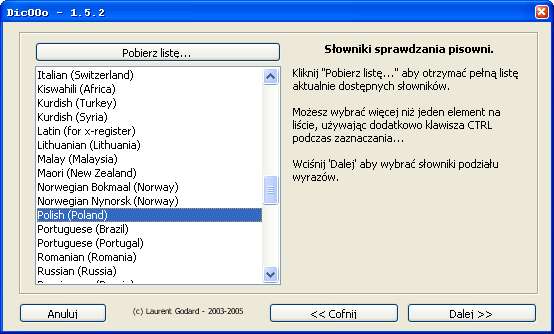 DicOOo - 1.5.2
Pobierz listę...
Italian (Switzerland)
Kiswahili (Africa)
Kurdish (Turkey)
Kurdish (Syria)
Latin (for x-register)
Lithuanian (Lithuania)
Malay (Malaysia)
Maori (New Zealand)
Norwegian Bokmaal (Norway)
Norwegian Nynorsk (Norway)
Polish (Poland)
Portuguese (Brazil)
Portuguese (Portugal)
Romanian (Romania)
Russian (Russia)
Słowniki sprawdzania pisowni.
Kliknij "Pobierz listę..." aby otrzymać pełną listę
aktualnie dostępnych słowników.
Możesz wybrać więcej niż jeden element na
liście, używając dodatkowo klawisza CTRL
podczas zaznaczania...
Wciśnij 'Dalej' aby wybrać słowniki podziału
wyrazów.
Anuluj
(c) Laurent Godard - 2003-2005
<< Cofnij
Dalej >>